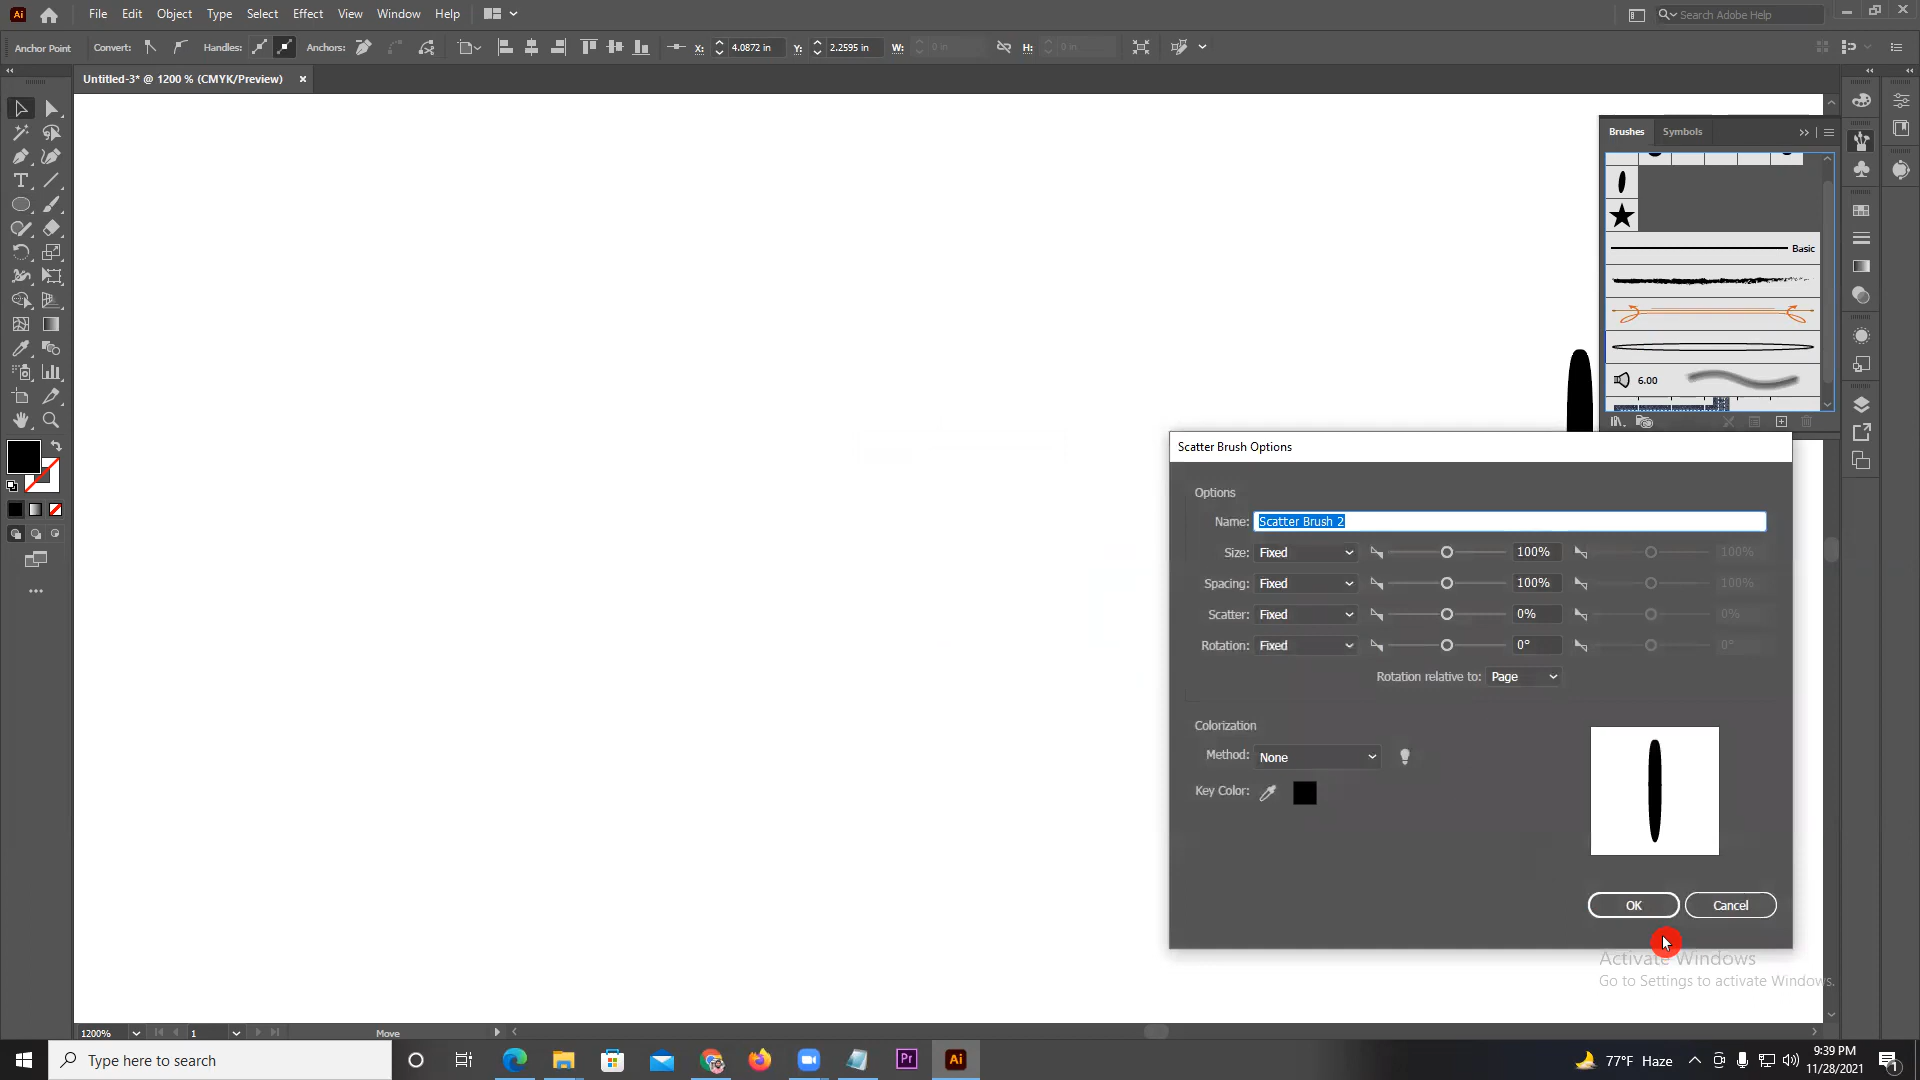 Ai File Edit Object Type Select Effect View Window Help Search Adobe Help
Anchor Point Convert: Handles: Anchors: X: 4.0872 in Y: 2.2595 in W: 0 in H: 0 in
Untitled-3* @ 1200 % (CMYK/Preview) ×
Brushes Symbols
Basic
6.00
Scatter Brush Options
Options
Name: Scatter Brush 2
Size: Fixed 100% 100%
Spacing: Fixed 100% 100%
Scatter: Fixed 0% 0%
Rotation: Fixed 0° 0°
Rotation relative to: Page
Colorization
Method: None
Key Color:
OK Cancel
Activate Windows
Go to Settings to activate Windows.
1200% 1 Move
Type here to search Pr Ai 77°F Haze 9:39 PM
11/28/2021 1